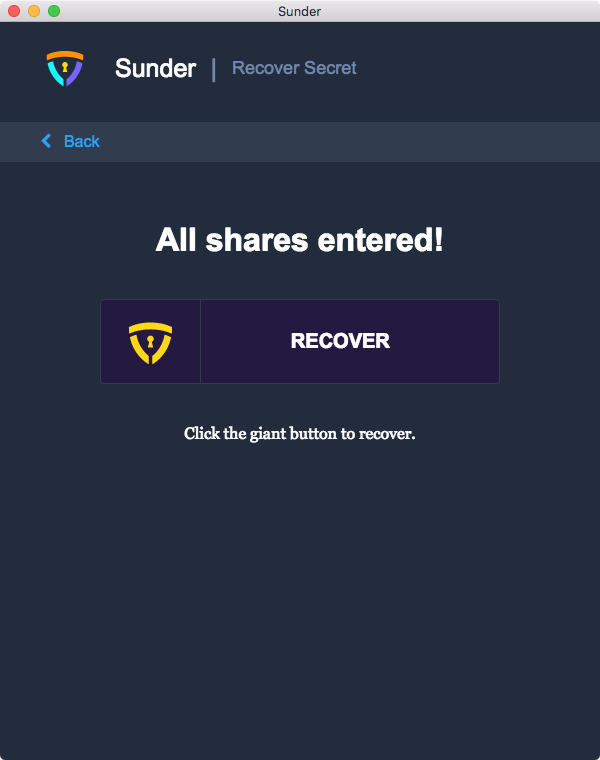 Sunder
Sunder | Recover Secret
Back
All shares entered!
RECOVER
Click the giant button to recover.